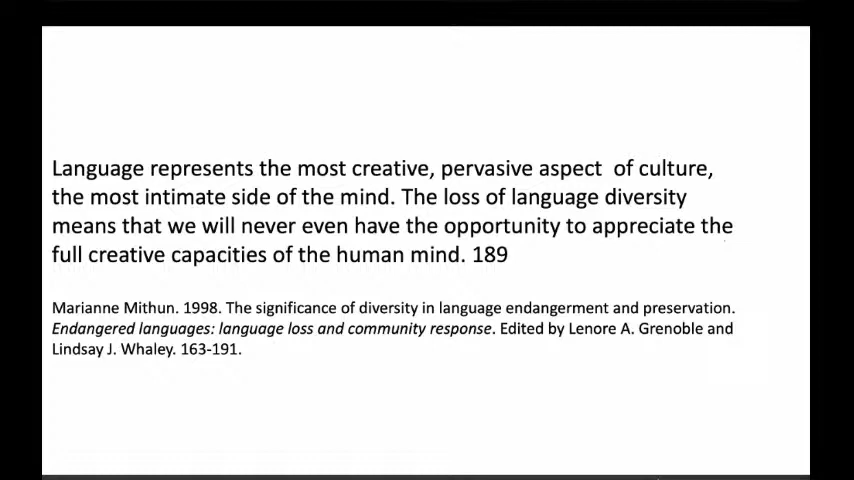 Language represents the most creative, pervasive aspect  of culture,
the most intimate side of the mind. The loss of language diversity
means that we will never even have the opportunity to appreciate the
full creative capacities of the human mind. 189
Marianne Mithun. 1998. The significance of diversity in language endangerment and preservation.
Endangered languages: language loss and community response. Edited by Lenore A. Grenoble and
Lindsay J. Whaley. 163-191.